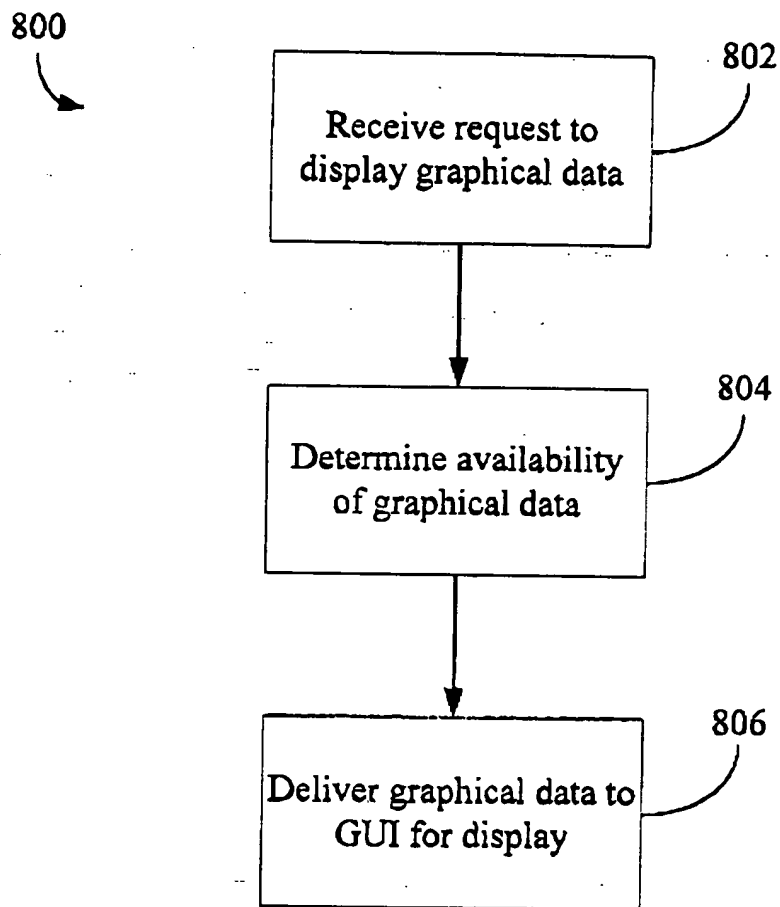 800
802
Receive request to
display graphical data
804
Determine availability
of graphical data
806
Deliver graphical data to
GUI for display